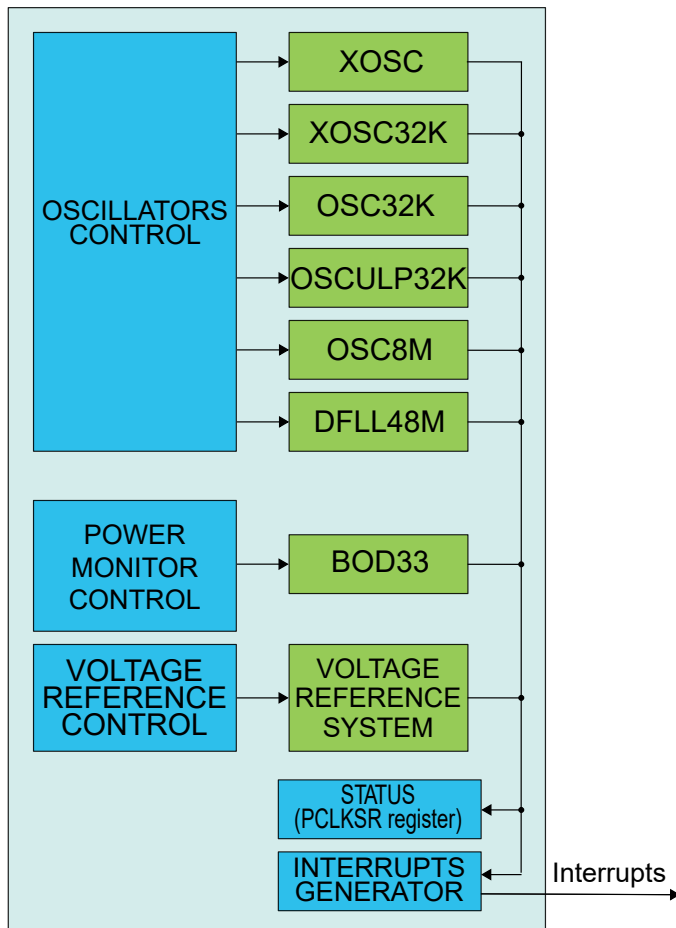 OSCILLATORS
CONTROL
XOSC
XOSC32K
OSC32K
OSCULP32K
OSC8M
DFLL48M
POWER
MONITOR
CONTROL
BOD33
VOLTAGE
REFERENCE
CONTROL
VOLTAGE
REFERENCE
SYSTEM
STATUS
(PCLKSR register)
INTERRUPTS
GENERATOR
Interrupts